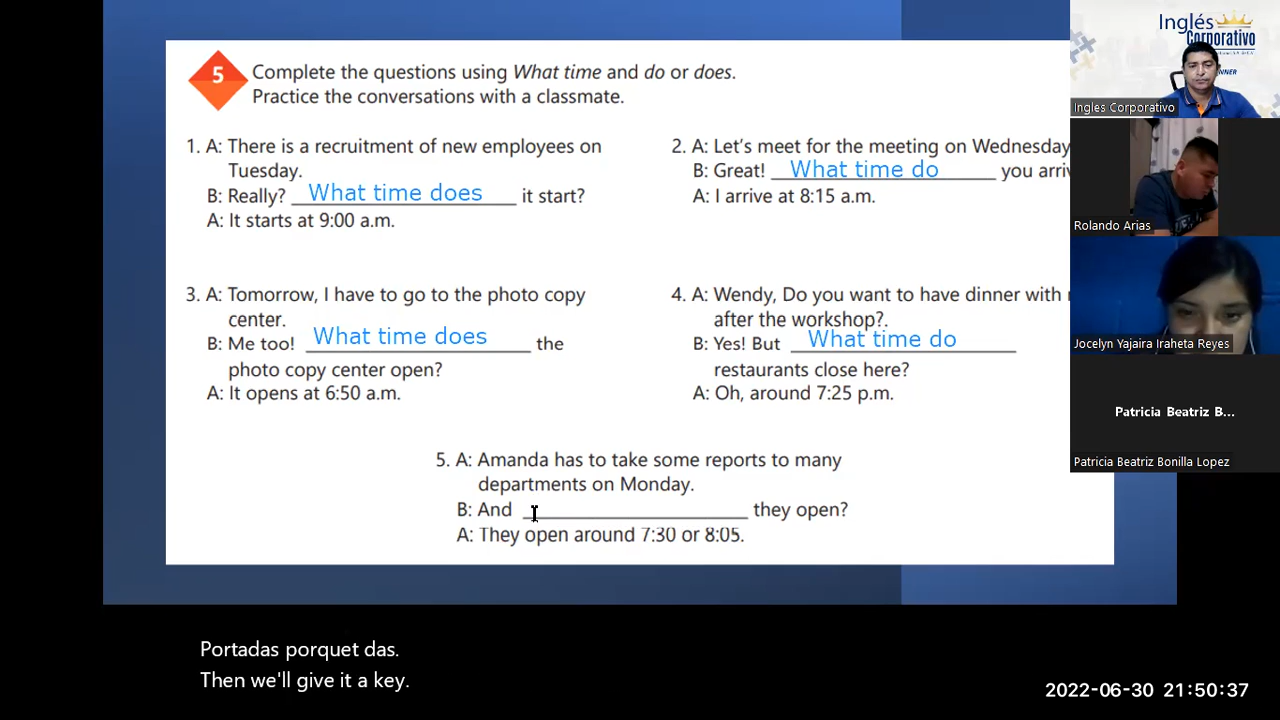 5
Complete the questions using What time and do or does.
Practice the conversations with a classmate.
1. A: There is a recruitment of new employees on
Tuesday.
B: Really? What time does it start?
A: It starts at 9:00 a.m.
2. A: Let's meet for the meeting on Wednesday
B: Great! What time do you arriv
A: I arrive at 8:15 a.m.
3. A: Tomorrow, I have to go to the photo copy
center.
B: Me too! What time does the
photo copy center open?
A: It opens at 6:50 a.m.
4. A: Wendy, Do you want to have dinner with
after the workshop?.
B: Yes! But What time do
restaurants close here?
A: Oh, around 7:25 p.m.
5. A: Amanda has to take some reports to many
departments on Monday.
B: And ____________________ they open?
A: They open around 7:30 or 8:05.
Inglés
Corporativo
Ingles Corporativo
Rolando Arias
Jocelyn Yajaira Iraheta Reyes
Patricia Beatriz B...
Patricia Beatriz Bonilla Lopez
Portadas porquet das.
Then we'll give it a key.
2022-06-30 21:50:37